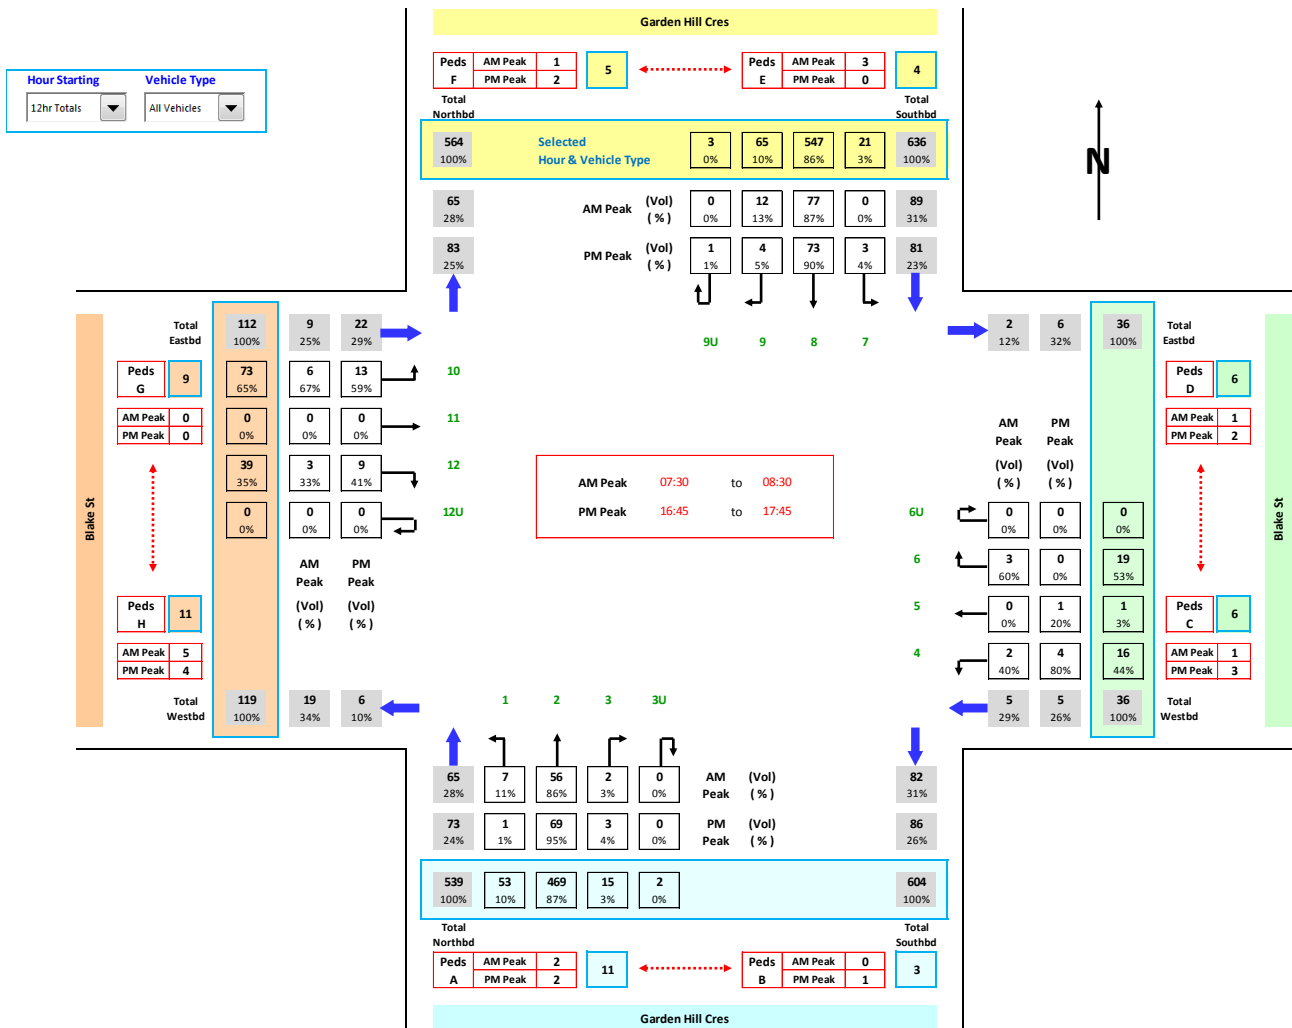 Garden Hill Cres
Peds F AM Peak 1 5 Peds E AM Peak 3 4
PM Peak 2 PM Peak 0
Hour Starting Vehicle Type
12hr Totals All Vehicles
Total Northbd Total Southbd
564 Selected 3 65 547 21 636
100% Hour & Vehicle Type 0% 10% 86% 3% 100%
N
65 AM Peak (Vol) 0 12 77 0 89
28% ( % ) 0% 13% 87% 0% 31%
83 PM Peak (Vol) 1 4 73 3 81
25% ( % ) 1% 5% 90% 4% 23%
9U 9 8 7
Blake St
Total Eastbd 112 9 22
100% 25% 29%
Peds G 9 73 6 13 10
65% 67% 59%
AM Peak 0 0 0 0 11
PM Peak 0 0% 0% 0%
39 3 9 12
35% 33% 41%
0 0 0 12U
0% 0% 0%
AM Peak PM Peak
(Vol) (Vol)
( % ) ( % )
Peds H 11
AM Peak 5
PM Peak 4
Total Westbd 119 19 6
100% 34% 10%
AM Peak 07:30 to 08:30
PM Peak 16:45 to 17:45
2 6 36 Total Eastbd
12% 32% 100%
Peds D 6
AM Peak 1
PM Peak 2
AM Peak PM Peak
(Vol) (Vol)
( % ) ( % )
6U 0 0 0
0% 0% 0%
6 3 0 19
60% 0% 53%
5 0 1 1 Peds C 6
0% 20% 3%
4 2 4 16 AM Peak 1
40% 80% 44% PM Peak 3
5 5 36 Total Westbd
29% 26% 100%
Blake St
1 2 3 3U
65 7 56 2 0 AM Peak (Vol) 82
28% 11% 86% 3% 0% ( % ) 31%
73 1 69 3 0 PM Peak (Vol) 86
24% 1% 95% 4% 0% ( % ) 26%
539 53 469 15 2 604
100% 10% 87% 3% 0% 100%
Total Northbd Total Southbd
Peds A AM Peak 2 11 Peds B AM Peak 0 3
PM Peak 2 PM Peak 1
Garden Hill Cres